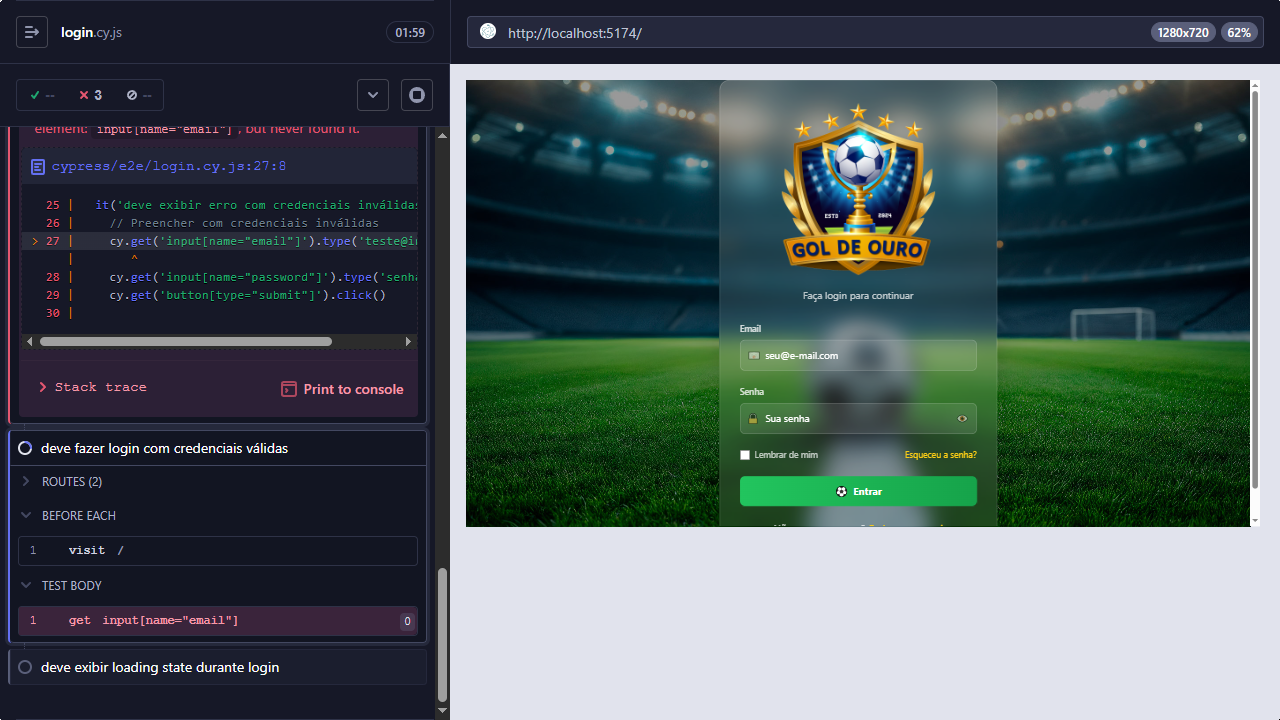 login.cy.js
01:59
http://localhost:5174/
1280x720
62%
--
3
--
element: input[name="email"], but never found it.
cypress/e2e/login.cy.js:27:8
25 | it('deve exibir erro com credenciais inválidas
26 | // Preencher com credenciais inválidas
> 27 | cy.get('input[name="email"]').type('teste@in
| ^
28 | cy.get('input[name="password"]').type('senha
29 | cy.get('button[type="submit"]').click()
30 |
Stack trace
Print to console
deve fazer login com credenciais válidas
ROUTES (2)
BEFORE EACH
1 visit /
TEST BODY
1 get input[name="email"] 0
deve exibir loading state durante login
ESTD 2024
GOL DE OURO
Faça login para continuar
Email
seu@e-mail.com
Senha
Sua senha
Lembrar de mim
Esqueceu a senha?
Entrar